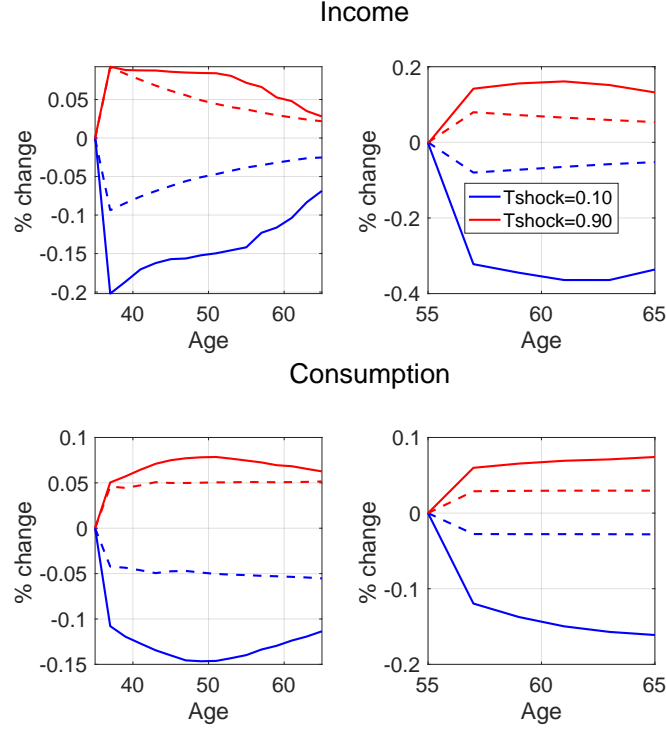 Income
% change
0.05
0
-0.05
-0.1
-0.15
-0.2
40
50
60
Age
% change
0.2
0
-0.2
-0.4
55
60
65
Age
Tshock=0.10
Tshock=0.90
Consumption
% change
0.1
0.05
0
-0.05
-0.1
-0.15
40
50
60
Age
% change
0.1
0
-0.1
-0.2
55
60
65
Age